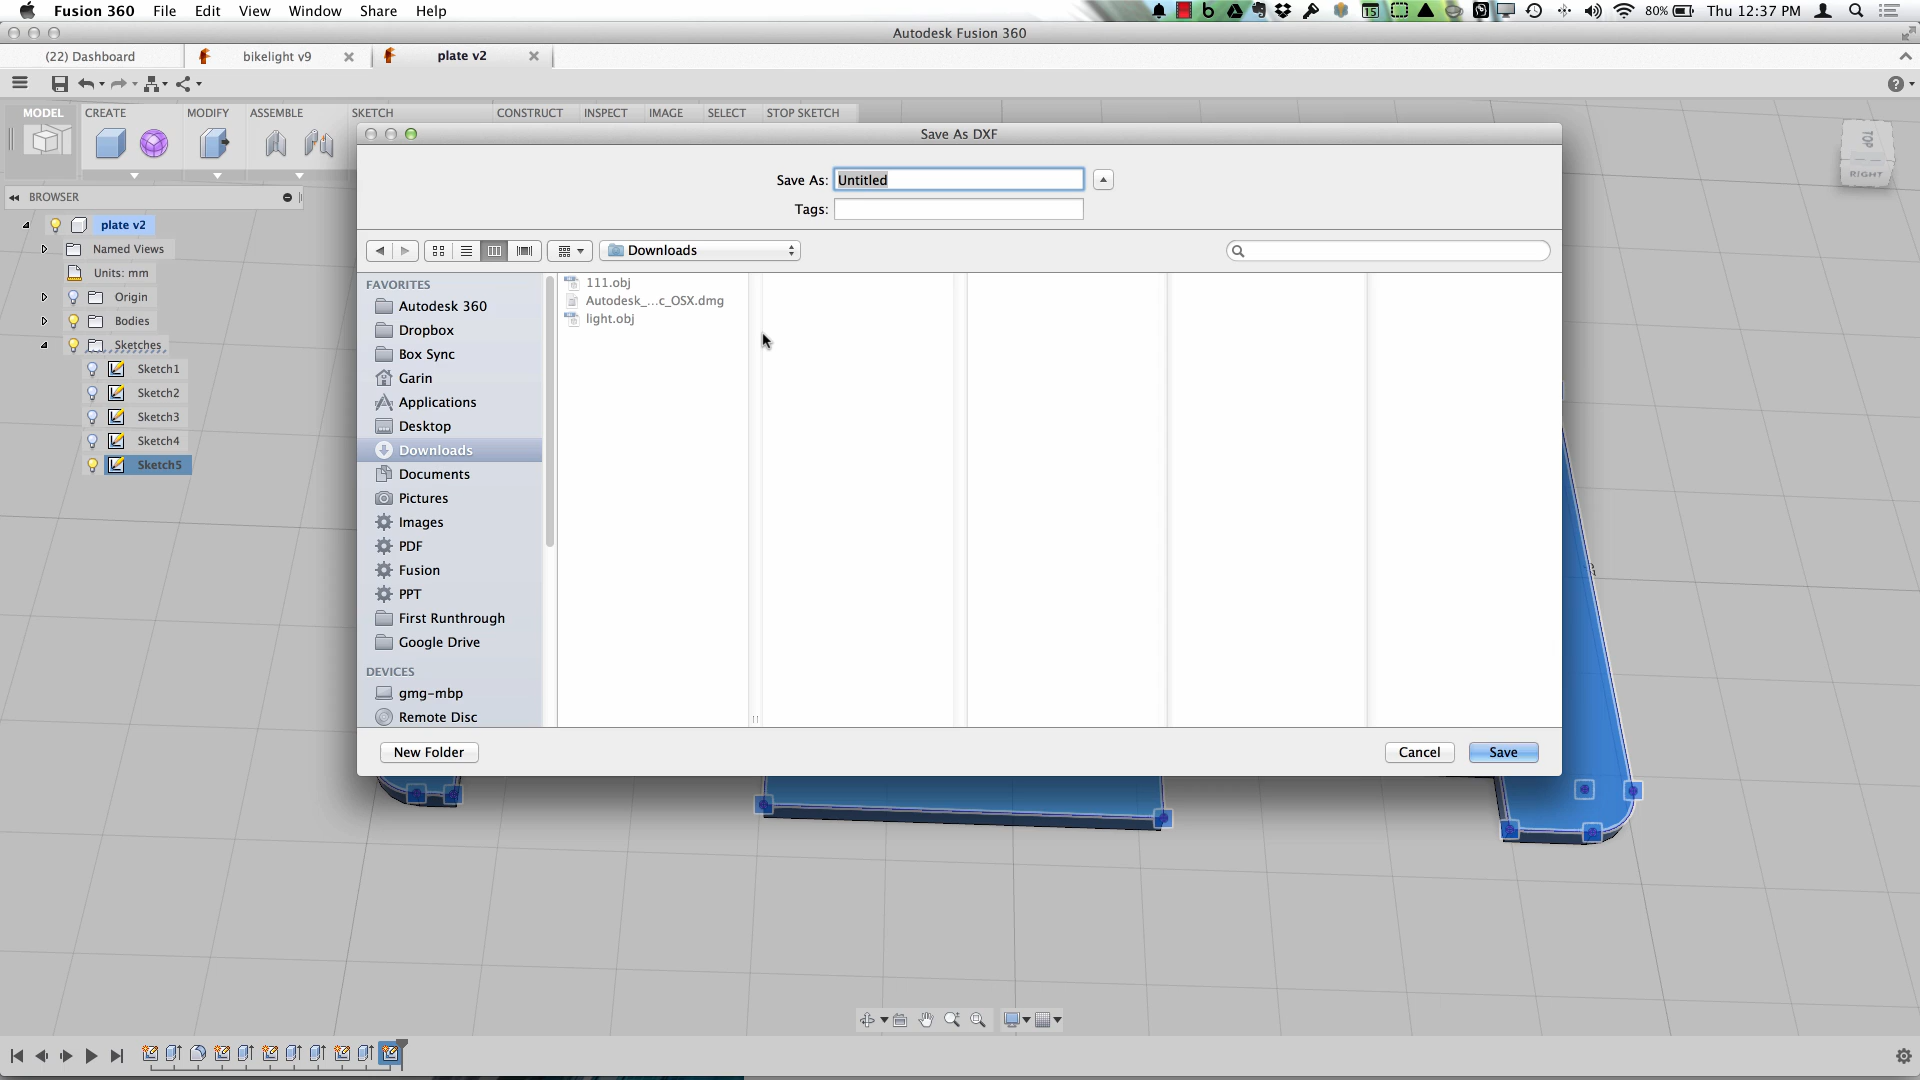 Fusion 360 File Edit View Window Share Help 15 80% Thu 12:37 PM
Autodesk Fusion 360
(22) Dashboard bikelight v9 plate v2
MODEL CREATE MODIFY ASSEMBLE SKETCH CONSTRUCT INSPECT IMAGE SELECT STOP SKETCH
Save As DXF
TOP
RIGHT
Save As: Untitled
Tags:
BROWSER
plate v2
Named Views
Units: mm
Origin
Bodies
Sketches
Sketch1
Sketch2
Sketch3
Sketch4
Sketch5
Downloads
FAVORITES
Autodesk 360
Dropbox
Box Sync
Garin
Applications
Desktop
Downloads
Documents
Pictures
Images
PDF
Fusion
PPT
First Runthrough
Google Drive
DEVICES
gmg-mbp
Remote Disc
111.obj
Autodesk_...c_OSX.dmg
light.obj
New Folder Cancel Save